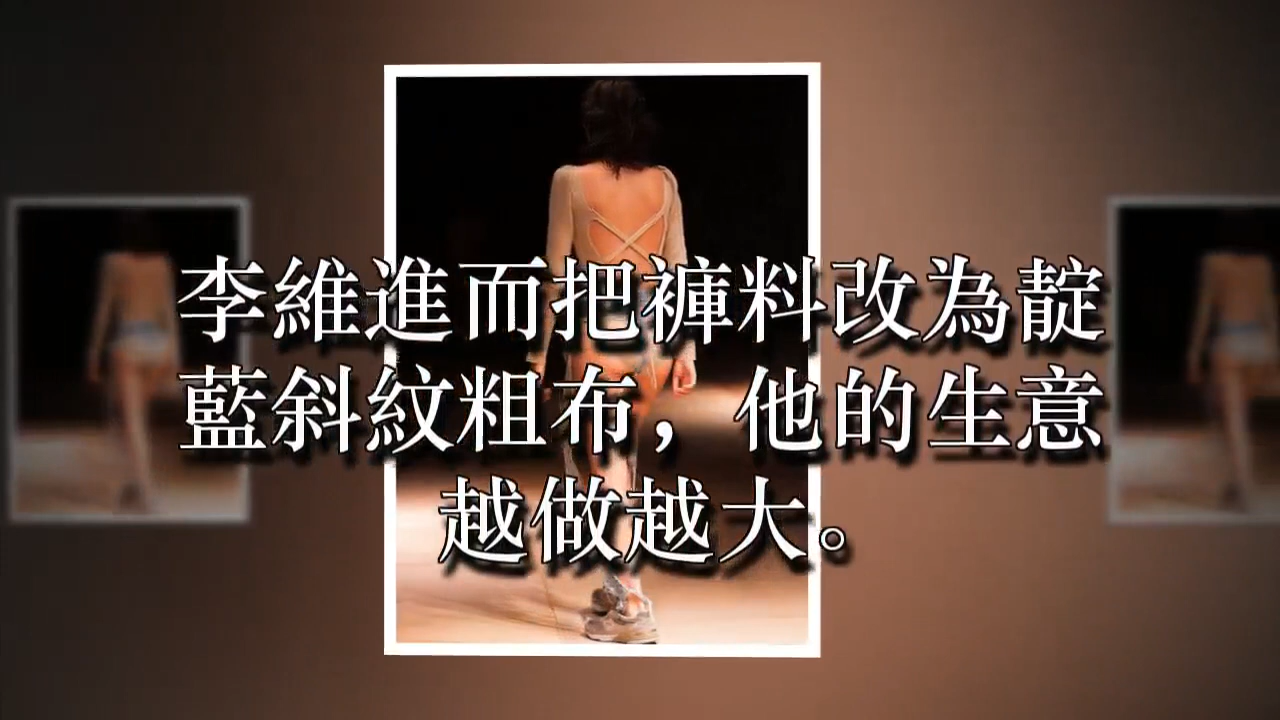 李維進而把褲料改為靛
藍斜紋粗布，他的生意
越做越大。